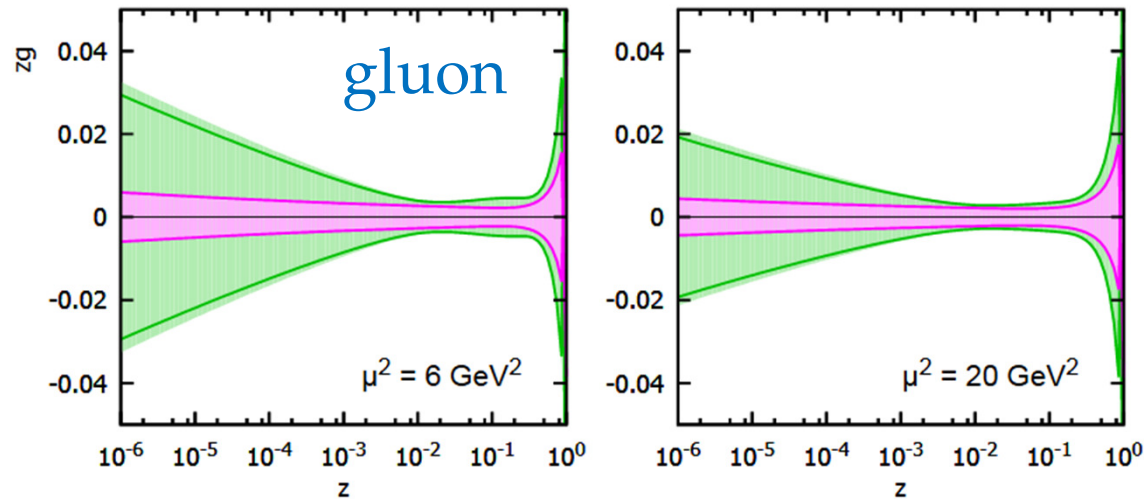 zg
0.04
0.02
0
-0.02
-0.04
gluon
μ² = 6 GeV²
10⁻⁶ 10⁻⁵ 10⁻⁴ 10⁻³ 10⁻² 10⁻¹ 10⁰
z
0.04
0.02
0
-0.02
-0.04
μ² = 20 GeV²
10⁻⁶ 10⁻⁵ 10⁻⁴ 10⁻³ 10⁻² 10⁻¹ 10⁰
z